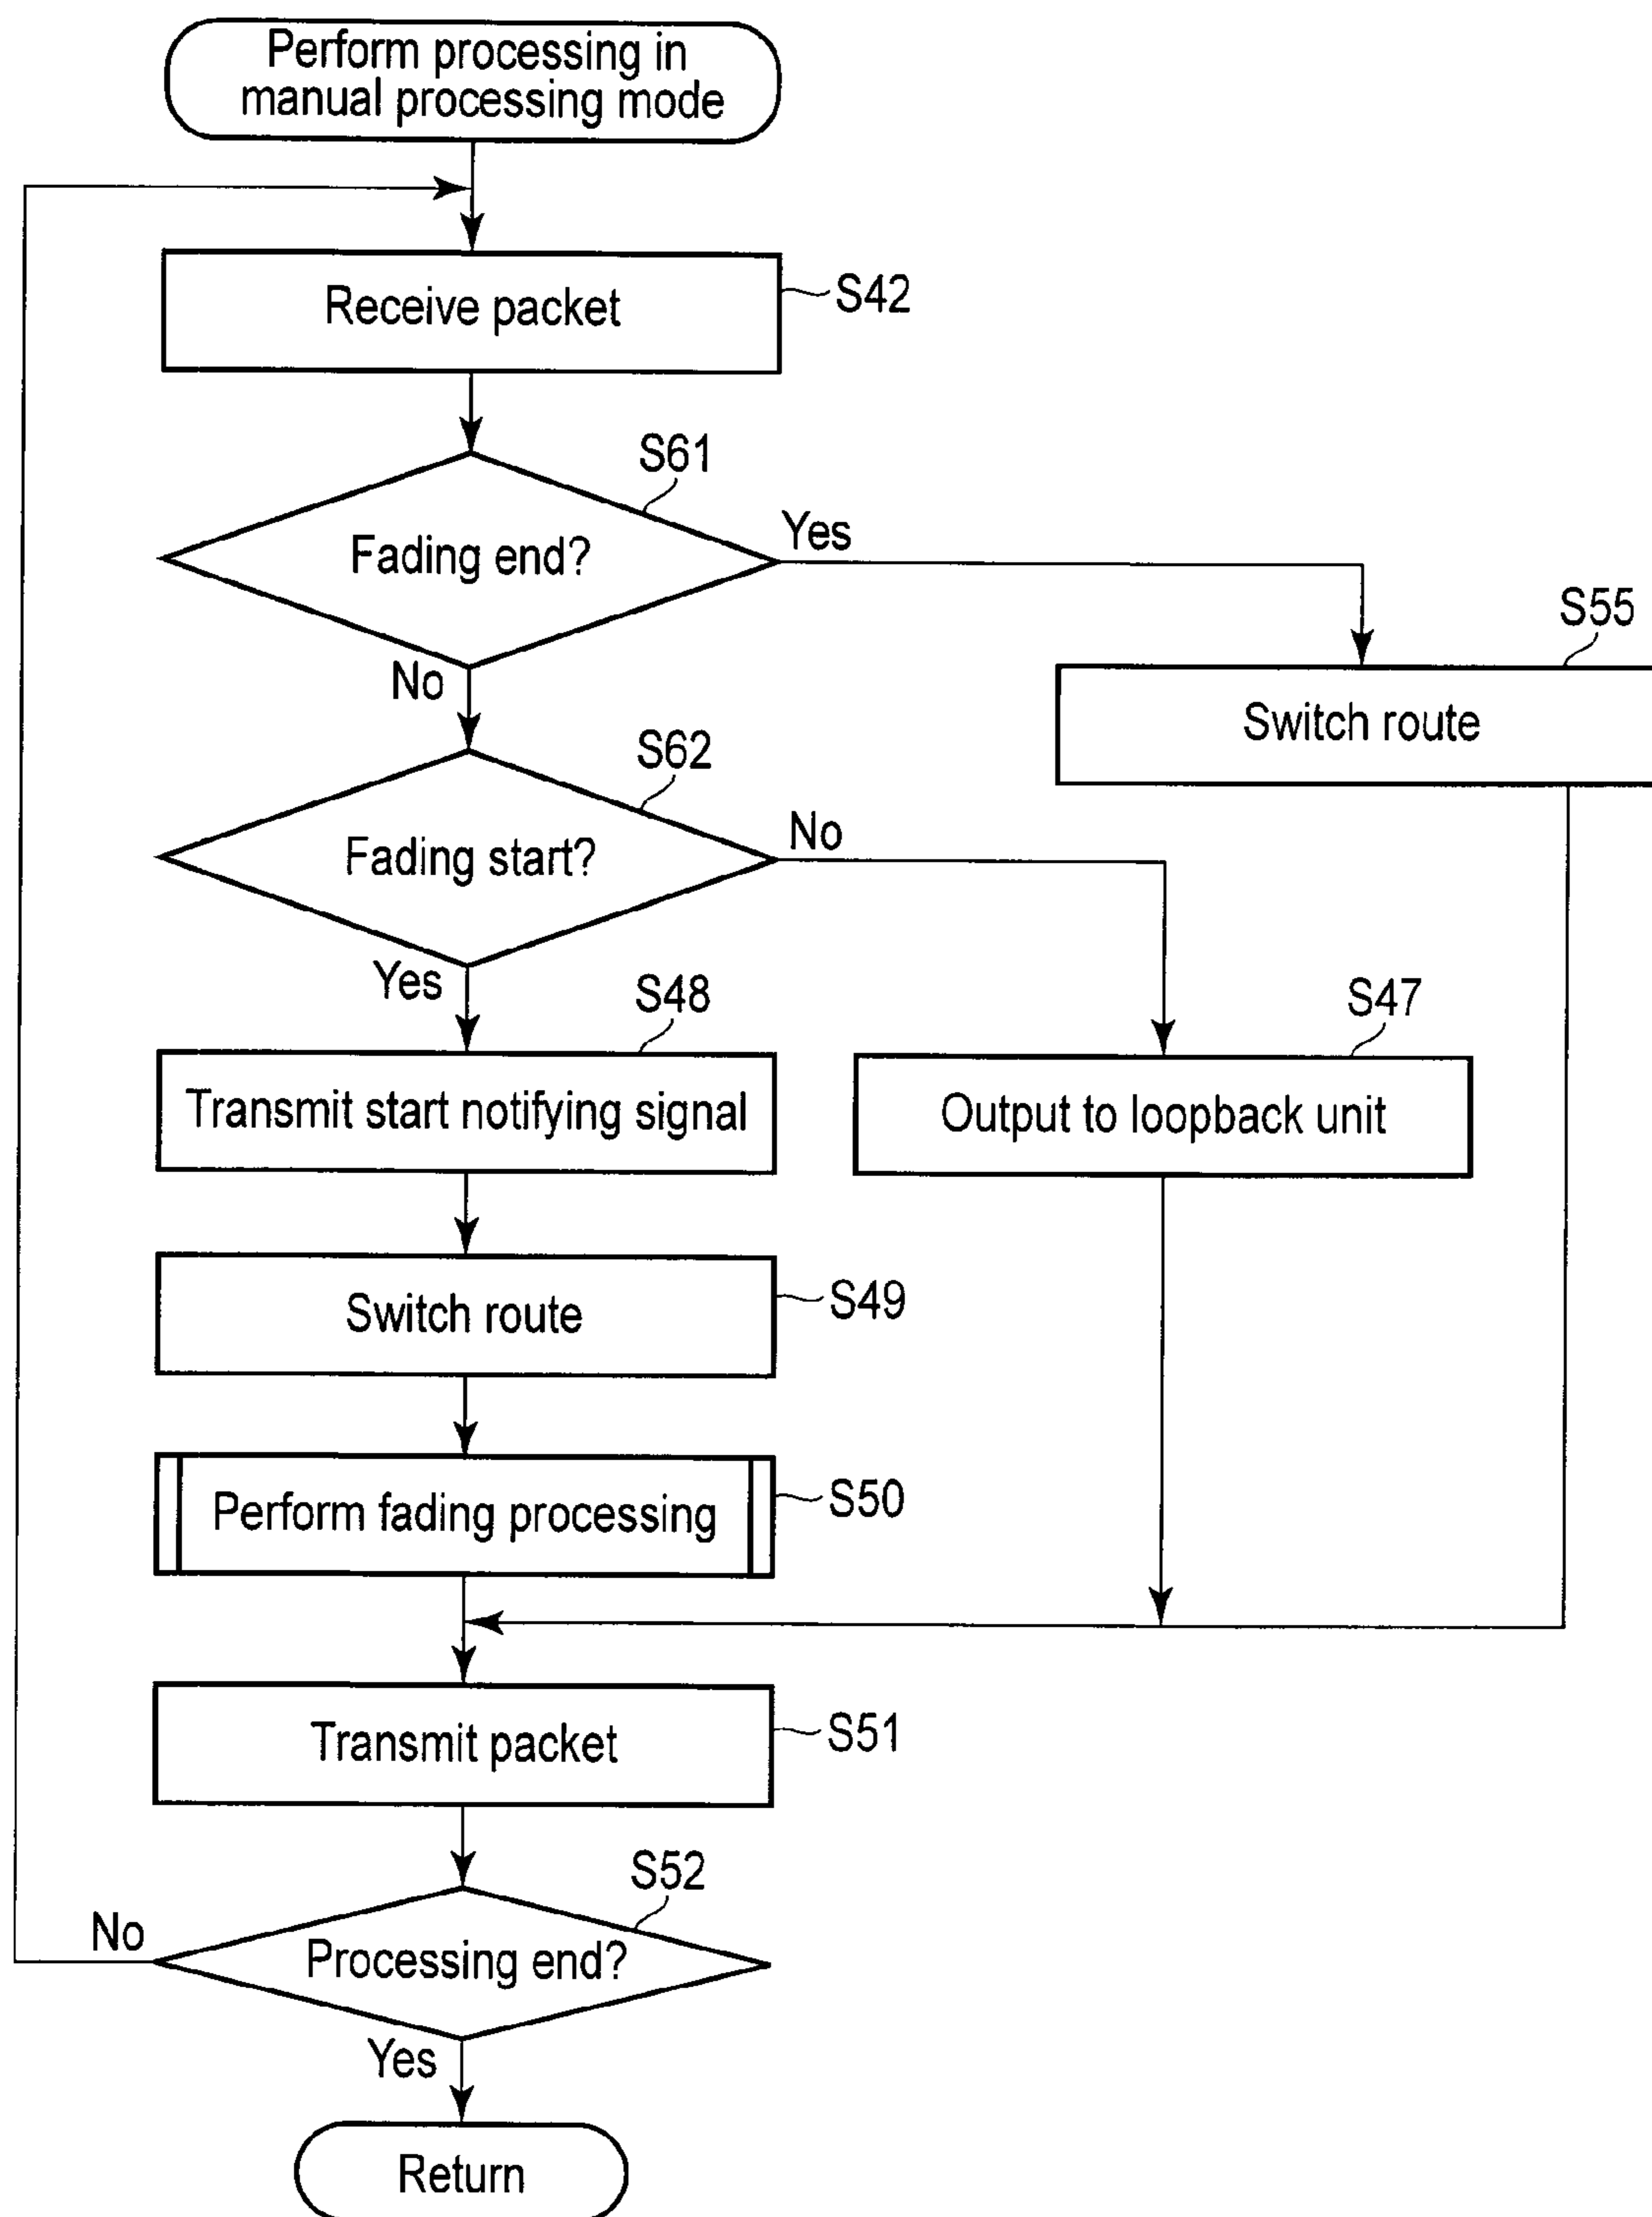 Perform processing in
manual processing mode
Receive packet
S42
S61
Fading end?
Yes
No
S55
Switch route
S62
Fading start?
No
Yes
S48
Transmit start notifying signal
S47
Output to loopback unit
Switch route
S49
Perform fading processing
S50
Transmit packet
S51
S52
Processing end?
No
Yes
Return